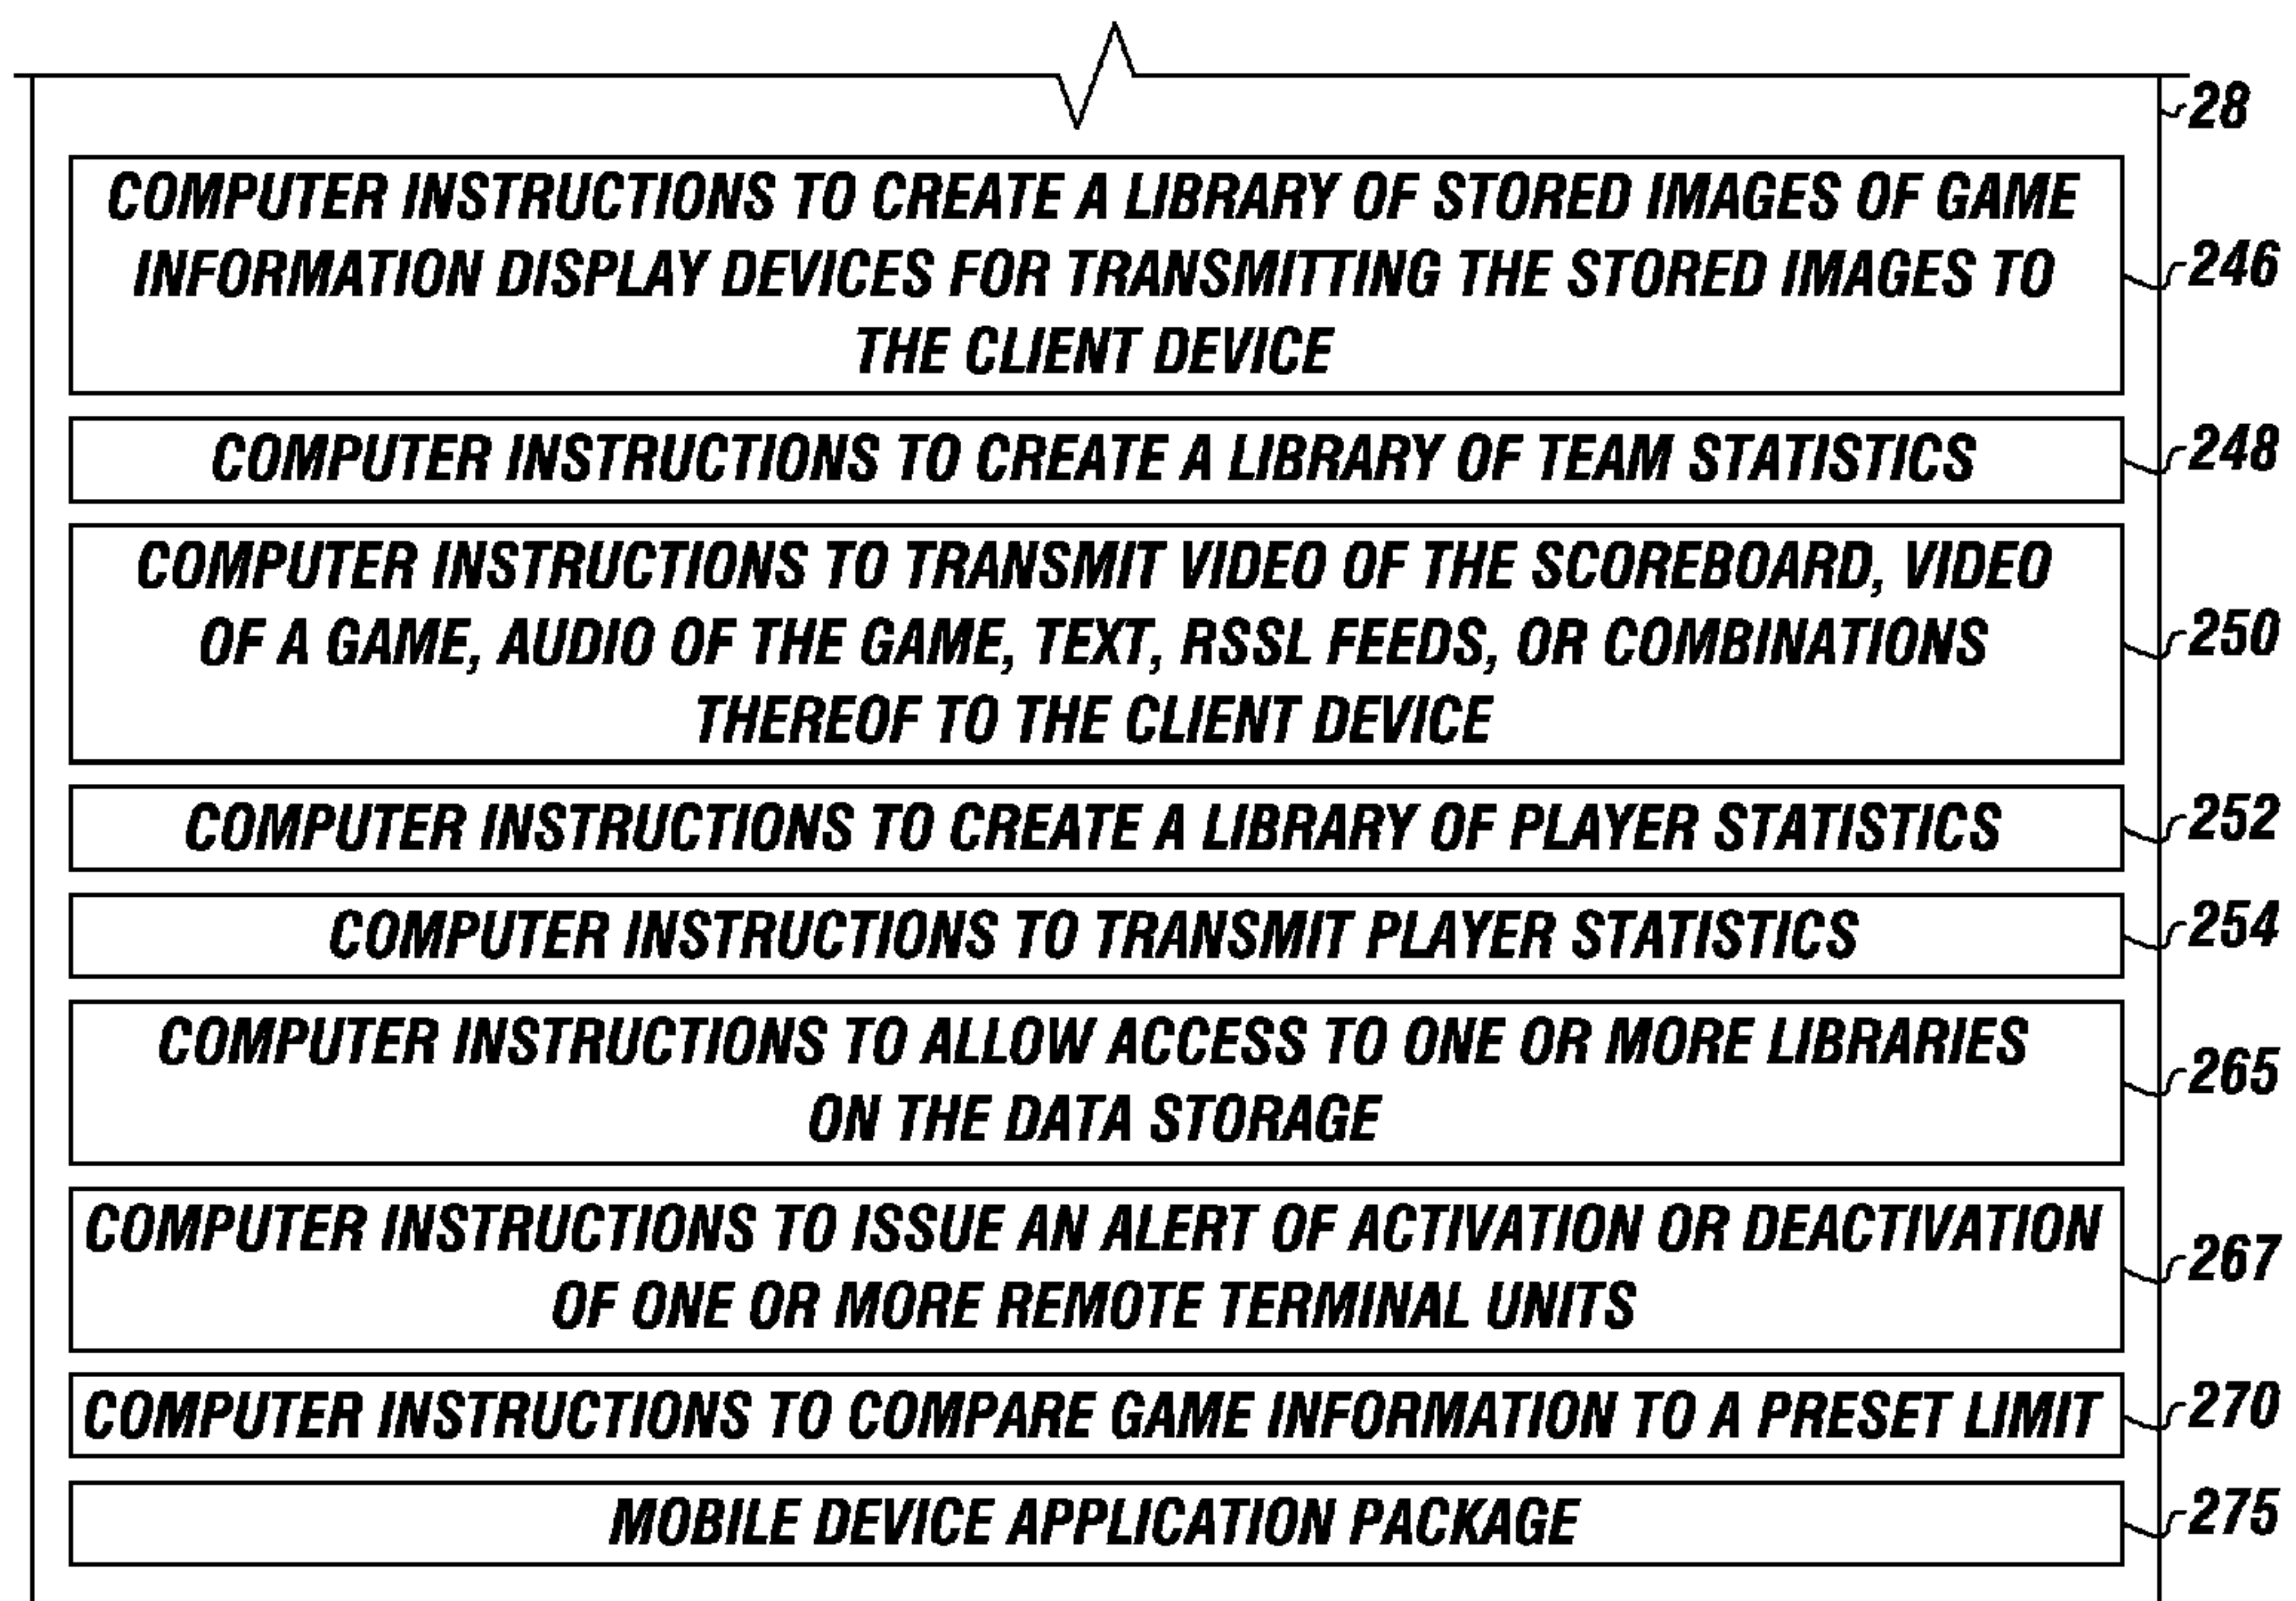 28
COMPUTER INSTRUCTIONS TO CREATE A LIBRARY OF STORED IMAGES OF GAME
INFORMATION DISPLAY DEVICES FOR TRANSMITTING THE STORED IMAGES TO
THE CLIENT DEVICE
246
COMPUTER INSTRUCTIONS TO CREATE A LIBRARY OF TEAM STATISTICS
248
COMPUTER INSTRUCTIONS TO TRANSMIT VIDEO OF THE SCOREBOARD, VIDEO
OF A GAME, AUDIO OF THE GAME, TEXT, RSSL FEEDS, OR COMBINATIONS
THEREOF TO THE CLIENT DEVICE
250
COMPUTER INSTRUCTIONS TO CREATE A LIBRARY OF PLAYER STATISTICS
252
COMPUTER INSTRUCTIONS TO TRANSMIT PLAYER STATISTICS
254
COMPUTER INSTRUCTIONS TO ALLOW ACCESS TO ONE OR MORE LIBRARIES
ON THE DATA STORAGE
265
COMPUTER INSTRUCTIONS TO ISSUE AN ALERT OF ACTIVATION OR DEACTIVATION
OF ONE OR MORE REMOTE TERMINAL UNITS
267
COMPUTER INSTRUCTIONS TO COMPARE GAME INFORMATION TO A PRESET LIMIT
270
MOBILE DEVICE APPLICATION PACKAGE
275